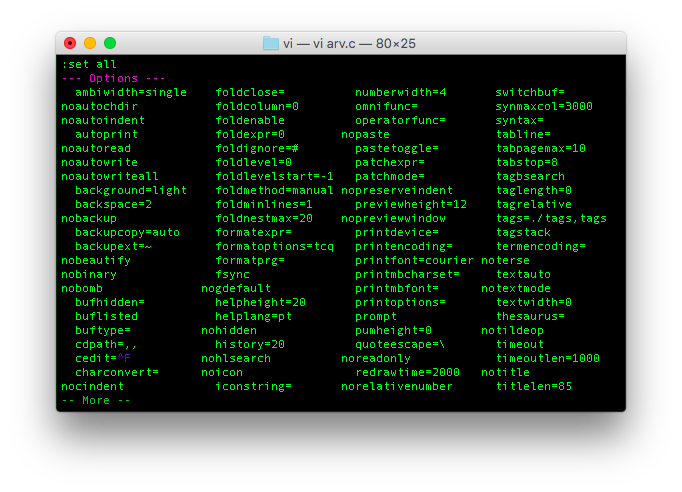 vi — vi arv.c — 80×25
:set all
--- Options ---
  ambiwidth=single    foldclose=          numberwidth=4       switchbuf=
noautochdir           foldcolumn=0        omnifunc=           synmaxcol=3000
noautoindent          foldenable          operatorfunc=       syntax=
  autoprint           foldexpr=0        nopaste               tabline=
noautoread            foldignore=#        pastetoggle=        tabpagemax=10
noautowrite           foldlevel=0         patchexpr=          tabstop=8
noautowriteall        foldlevelstart=-1   patchmode=          tagbsearch
  background=light    foldmethod=manual nopreserveindent      taglength=0
  backspace=2         foldminlines=1      previewheight=12    tagrelative
nobackup              foldnestmax=20    nopreviewwindow       tags=./tags,tags
  backupcopy=auto     formatexpr=         printdevice=        tagstack
  backupext=~         formatoptions=tcq   printencoding=      termencoding=
nobeautify            formatprg=          printfont=courier noterse
nobinary              fsync               printmbcharset=     textauto
nobomb              nogdefault            printmbfont=      notextmode
  bufhidden=          helpheight=20       printoptions=       textwidth=0
  buflisted           helplang=pt         prompt              thesaurus=
  buftype=          nohidden              pumheight=0       notildeop
  cdpath=,,           history=20          quoteescape=\       timeout
  cedit=^F          nohlsearch          noreadonly            timeoutlen=1000
  charconvert=      noicon                redrawtime=2000   notitle
nocindent             iconstring=       norelativenumber      titlelen=85
-- More --